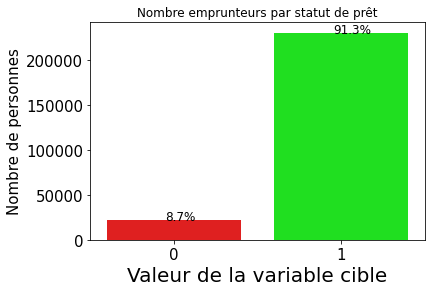 Nombre emprunteurs par statut de prêt
91.3%
200000
150000
100000
50000
0
8.7%
Nombre de personnes
0 1
Valeur de la variable cible